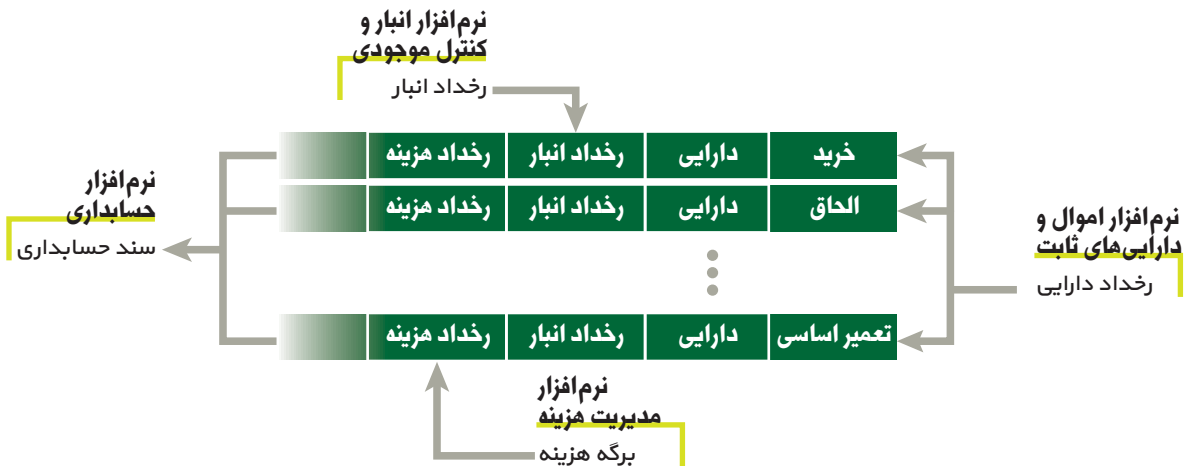 نرم‌افزار انبار و
کنترل موجودی
رخداد انبار
خرید دارایی رخداد انبار رخداد هزینه
الحاق دارایی رخداد انبار رخداد هزینه
تعمیر اساسی دارایی رخداد انبار رخداد هزینه
نرم‌افزار اموال و
دارایی‌های ثابت
رخداد دارایی
نرم‌افزار
حسابداری
سند حسابداری
نرم‌افزار
مدیریت هزینه
برگه هزینه